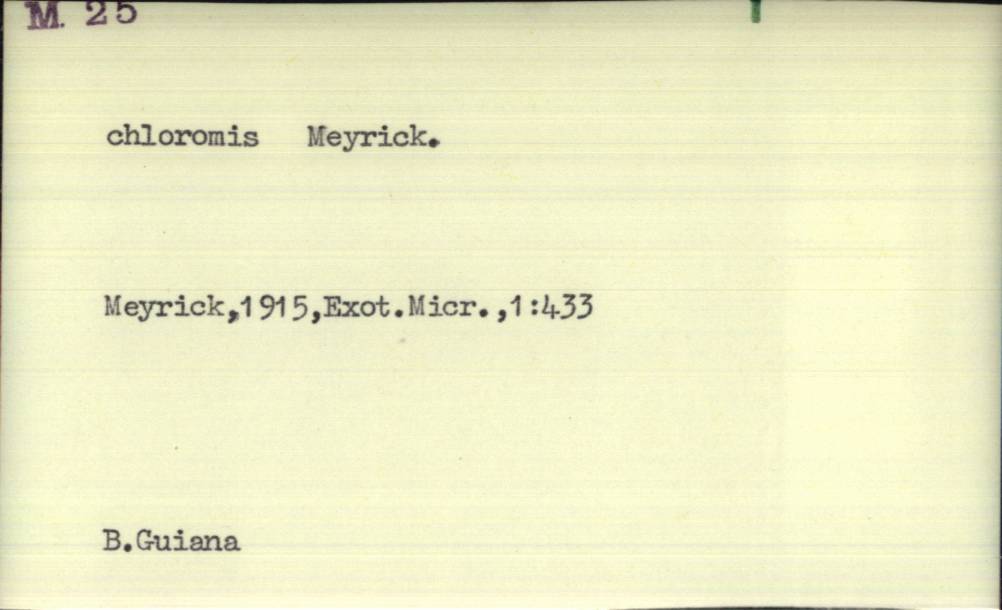 M. 25
chloromis Meyrick.
Meyrick,1915,Exot.Micr.,1:433
B.Guiana